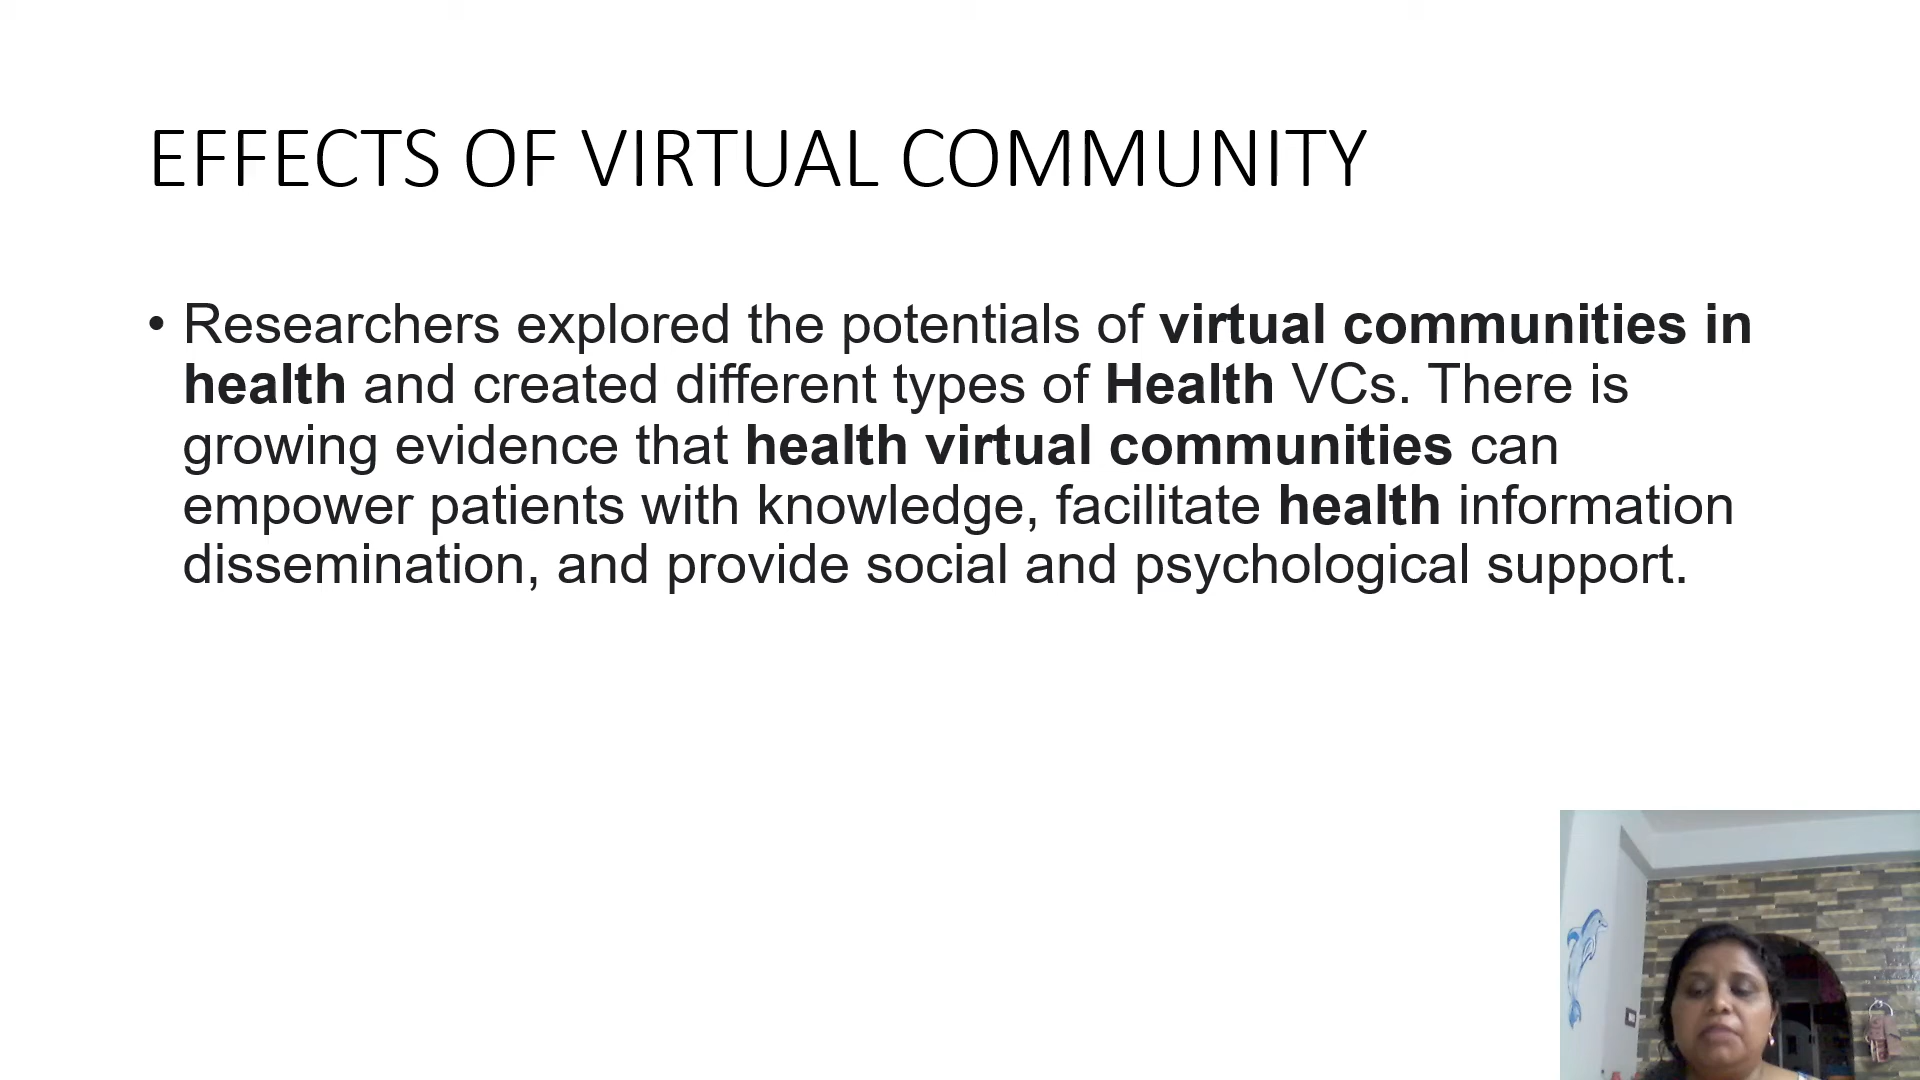 EFFECTS OF VIRTUAL COMMUNITY
• Researchers explored the potentials of virtual communities in
health and created different types of Health VCs. There is
growing evidence that health virtual communities can
empower patients with knowledge, facilitate health information
dissemination, and provide social and psychological support.